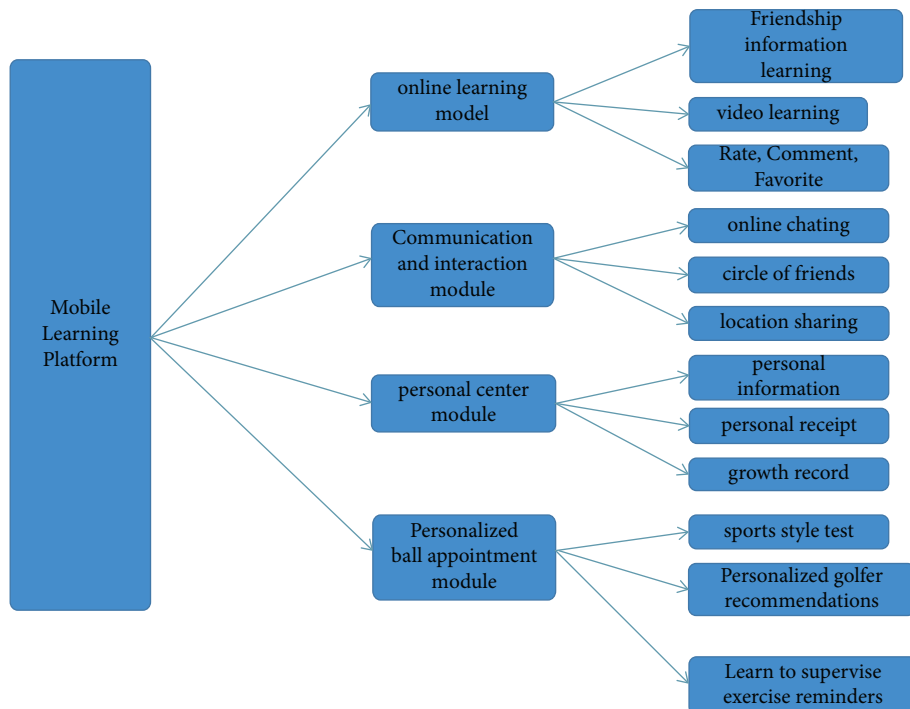 Mobile
Learning
Platform
online learning
model
Friendship
information
learning
video learning
Rate, Comment,
Favorite
Communication
and interaction
module
online chating
circle of friends
location sharing
personal center
module
personal
information
personal receipt
growth record
Personalized
ball appointment
module
sports style test
Personalized golfer
recommendations
Learn to supervise
exercise reminders